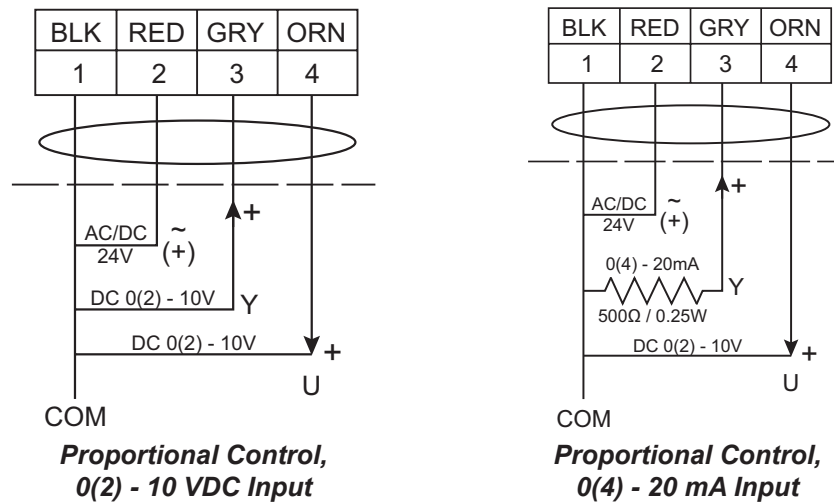 BLK RED GRY ORN
1 2 3 4
+
AC/DC
24V
~
(+)
DC 0(2) - 10V
Y
DC 0(2) - 10V
+
U
COM
Proportional Control,
0(2) - 10 VDC Input
BLK RED GRY ORN
1 2 3 4
+
AC/DC
24V
~
(+)
0(4) - 20mA
Y
500Ω / 0.25W
DC 0(2) - 10V
+
U
COM
Proportional Control,
0(4) - 20 mA Input